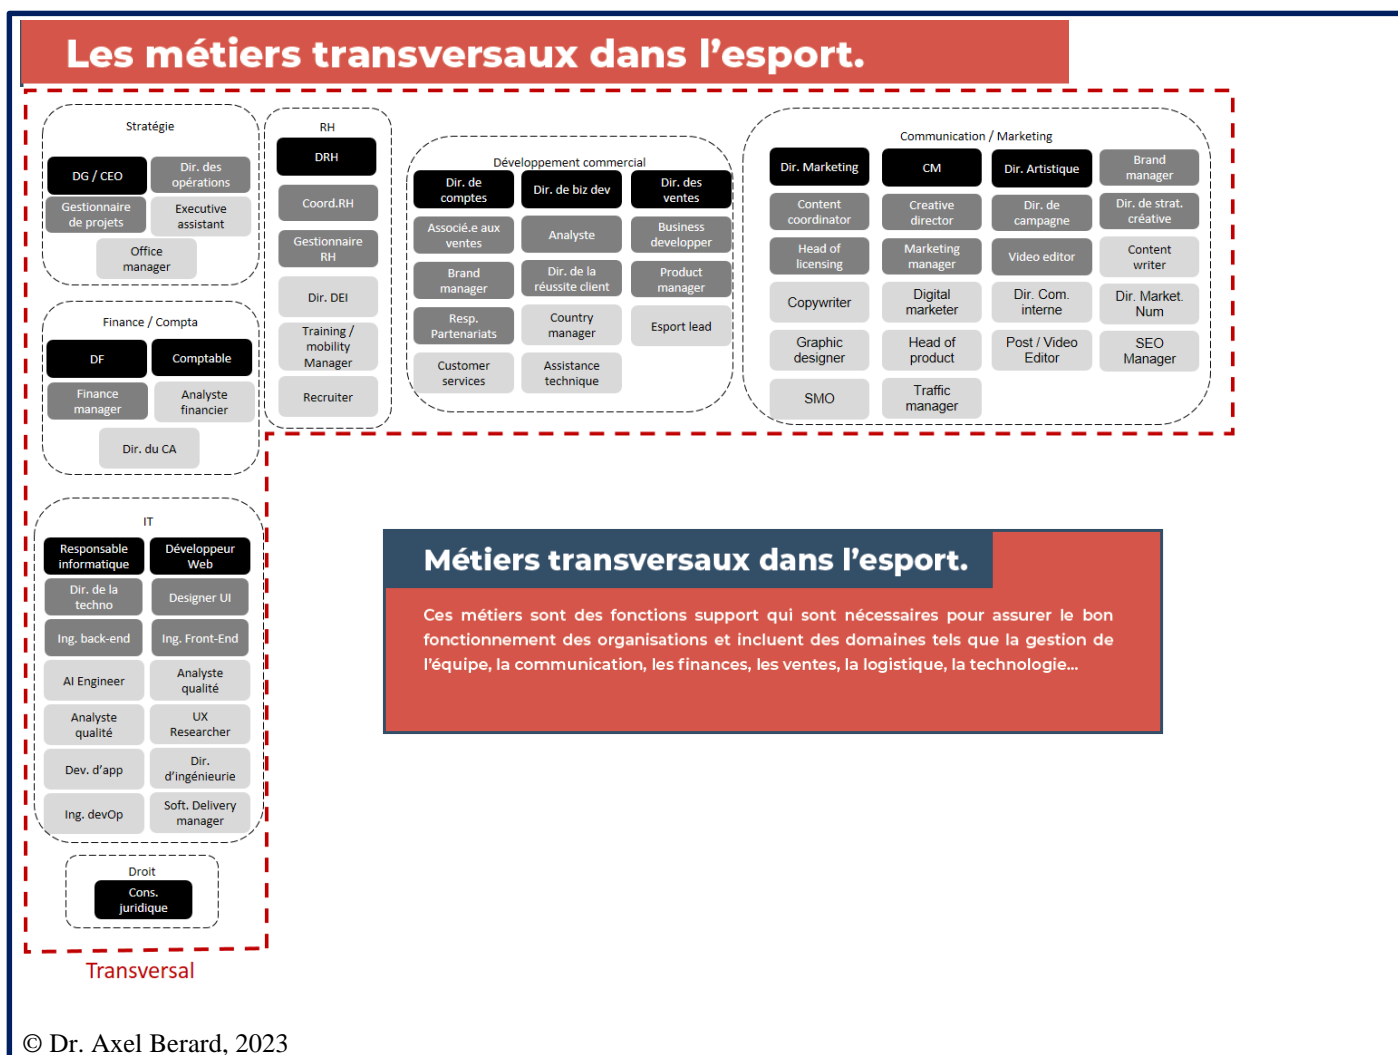 Les métiers transversaux dans l'esport.
Stratégie
DG / CEO
Dir. des
opérations
Gestionnaire
de projets
Executive
assistant
Office
manager
RH
DRH
Coord.RH
Gestionnaire
RH
Dir. DEI
Training /
mobility
Manager
Recruiter
Développement commercial
Dir. de
comptes
Dir. de biz dev
Dir. des
ventes
Associé.e aux
ventes
Analyste
Business
developper
Brand
manager
Dir. de la
réussite client
Product
manager
Resp.
Partenariats
Country
manager
Esport lead
Customer
services
Assistance
technique
Communication / Marketing
Dir. Marketing
CM
Dir. Artistique
Brand
manager
Content
coordinator
Creative
director
Dir. de
campagne
Dir. de strat.
créative
Head of
licensing
Marketing
manager
Video editor
Content
writer
Copywriter
Digital
marketer
Dir. Com.
interne
Dir. Market.
Num
Graphic
designer
Head of
product
Post / Video
Editor
SEO
Manager
SMO
Traffic
manager
Finance / Compta
DF
Comptable
Finance
manager
Analyste
financier
Dir. du CA
IT
Responsable
informatique
Développeur
Web
Dir. de la
techno
Designer UI
Ing. back-end
Ing. Front-End
AI Engineer
Analyste
qualité
Analyste
qualité
UX
Researcher
Dev. d'app
Dir.
d'ingénieurie
Ing. devOp
Soft. Delivery
manager
Droit
Cons.
juridique
Transversal
Métiers transversaux dans l'esport.
Ces métiers sont des fonctions support qui sont nécessaires pour assurer le bon
fonctionnement des organisations et incluent des domaines tels que la gestion de
l'équipe, la communication, les finances, les ventes, la logistique, la technologie...
© Dr. Axel Berard, 2023